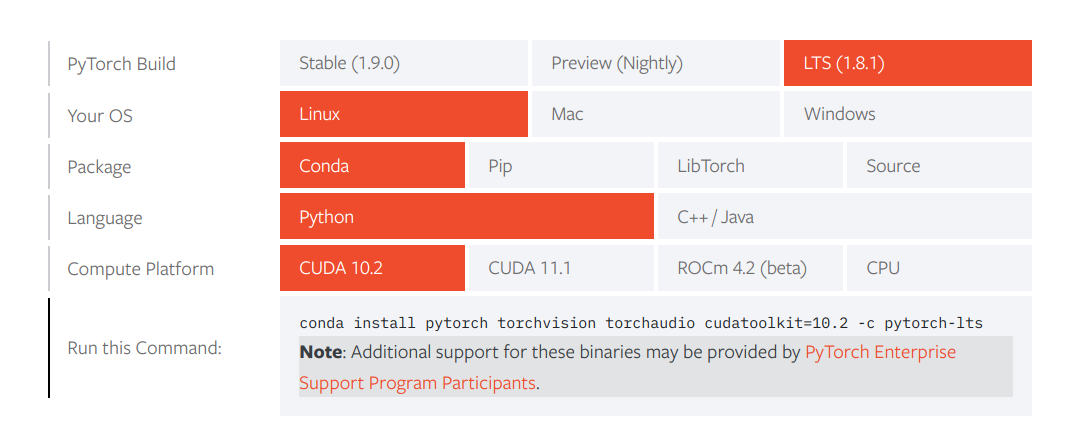 PyTorch Build Stable (1.9.0) Preview (Nightly) LTS (1.8.1)
Your OS Linux Mac Windows
Package Conda Pip LibTorch Source
Language Python C++ / Java
Compute Platform CUDA 10.2 CUDA 11.1 ROCm 4.2 (beta) CPU
Run this Command:
conda install pytorch torchvision torchaudio cudatoolkit=10.2 -c pytorch-lts
Note: Additional support for these binaries may be provided by PyTorch Enterprise
Support Program Participants.